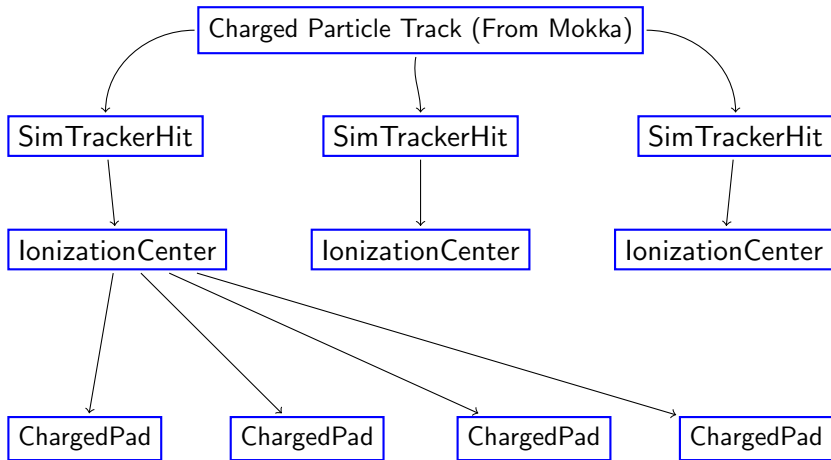 Charged Particle Track (From Mokka)
SimTrackerHit
SimTrackerHit
SimTrackerHit
IonizationCenter
IonizationCenter
IonizationCenter
ChargedPad
ChargedPad
ChargedPad
ChargedPad